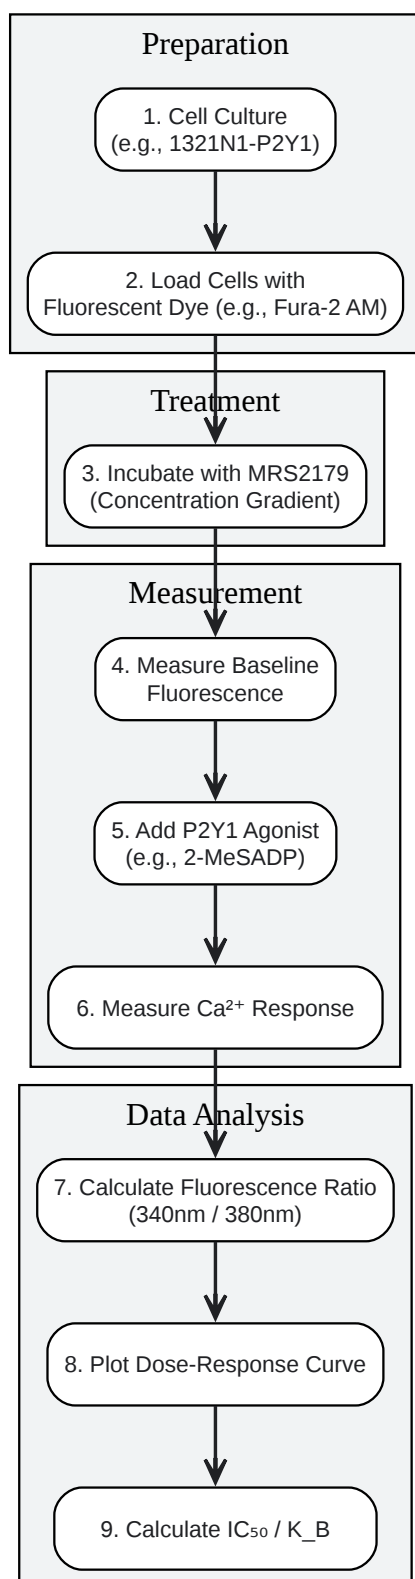 Preparation
1. Cell Culture
(e.g., 1321N1-P2Y1)
2. Load Cells with
Fluorescent Dye (e.g., Fura-2 AM)
Treatment
3. Incubate with MRS2179
(Concentration Gradient)
Measurement
4. Measure Baseline
Fluorescence
5. Add P2Y1 Agonist
(e.g., 2-MeSADP)
6. Measure Ca²⁺ Response
Data Analysis
7. Calculate Fluorescence Ratio
(340nm / 380nm)
8. Plot Dose-Response Curve
9. Calculate IC₅₀ / K_B